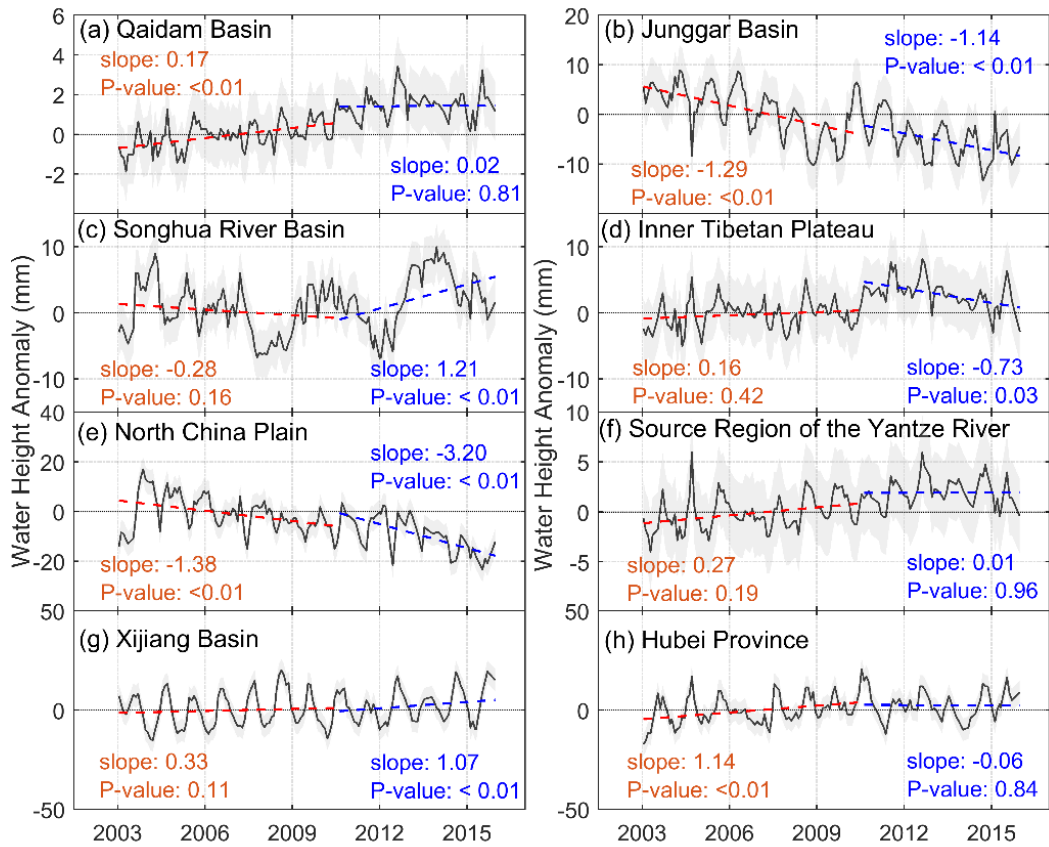 (a) Qaidam Basin
slope: 0.17
P-value: <0.01
slope: 0.02
P-value: 0.81
6
4
2
0
-2
(b) Junggar Basin
slope: -1.14
P-value: < 0.01
slope: -1.29
P-value: <0.01
20
10
0
-10
(c) Songhua River Basin
slope: -0.28
P-value: 0.16
slope: 1.21
P-value: < 0.01
10
0
-10
(d) Inner Tibetan Plateau
slope: 0.16
P-value: 0.42
slope: -0.73
P-value: 0.03
10
0
-10
Water Height Anomaly (mm)
Water Height Anomaly (mm)
(e) North China Plain
slope: -3.20
P-value: < 0.01
slope: -1.38
P-value: <0.01
40
20
0
-20
(f) Source Region of the Yantze River
slope: 0.27
P-value: 0.19
slope: 0.01
P-value: 0.96
10
5
0
-5
(g) Xijiang Basin
slope: 0.33
P-value: 0.11
slope: 1.07
P-value: < 0.01
50
0
-50
2003 2006 2009 2012 2015
(h) Hubei Province
slope: 1.14
P-value: <0.01
slope: -0.06
P-value: 0.84
50
0
-50
2003 2006 2009 2012 2015